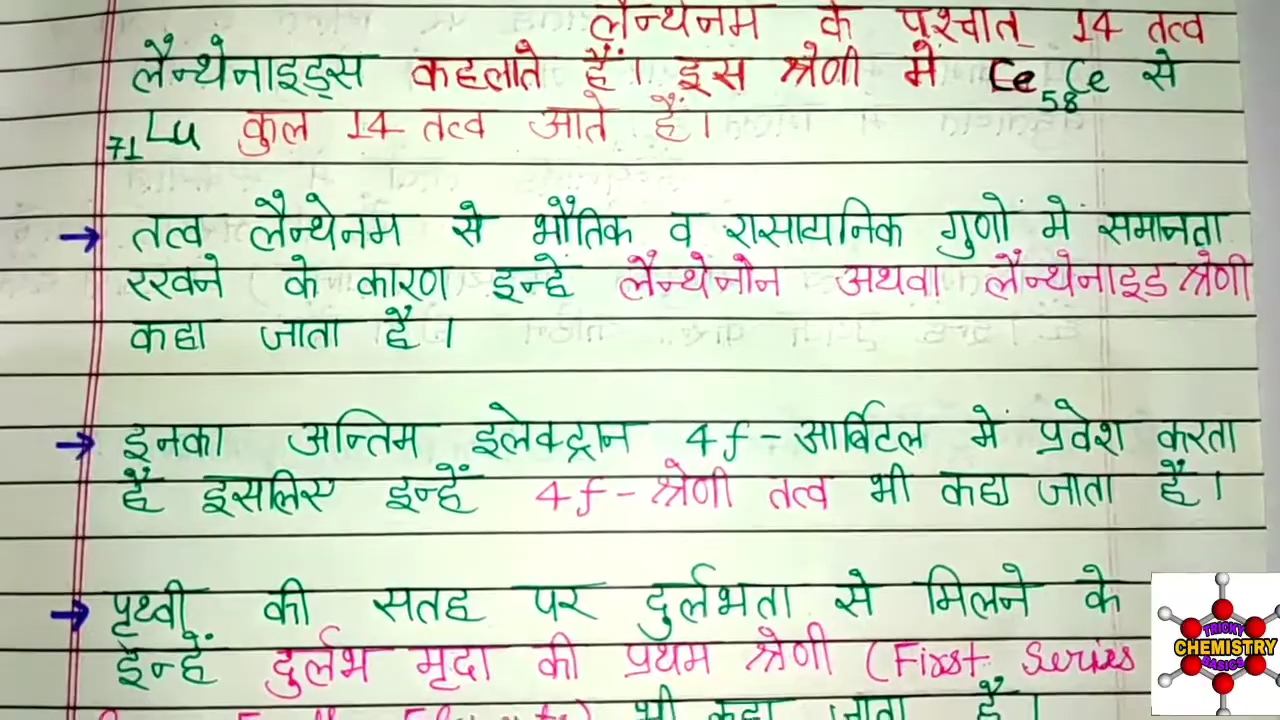 लैन्थेनम के पश्चात् 14 तत्व
लैन्थेनाइड्स कहलाते हैं। इस श्रेणी में Ce 58Ce से
71Lu कुल 14 तत्व आते हैं।
→ तत्व लैन्थेनम से भौतिक व रासायनिक गुणों में समानता
रखने के कारण इन्हें लैन्थेनोन अथवा लैन्थेनाइड श्रेणी
कहा जाता है।
→ इनका अन्तिम इलेक्ट्रान 4f-आर्बिटल में प्रवेश करता
है इसलिए इन्हें 4f-श्रेणी तत्व भी कहा जाता है।
→ पृथ्वी की सतह पर दुर्लभता से मिलने के
इन्हें दुर्लभ मृदा की प्रथम श्रेणी (First Series
भी कहा जाता है।
TRICKY
CHEMISTRY
BASICS